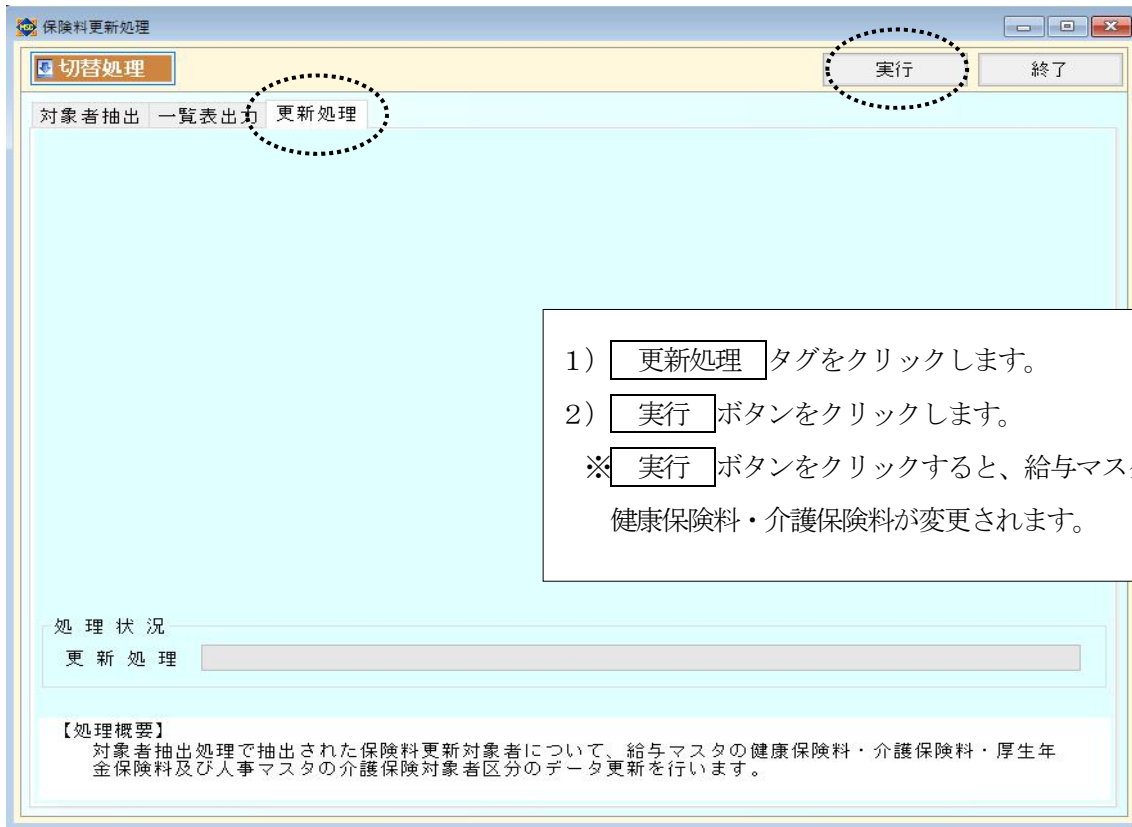 保険料更新処理
切替処理
実行
終了
対象者抽出
一覧表出力
更新処理
1) 更新処理 タグをクリックします。
2) 実行 ボタンをクリックします。
※ 実行 ボタンをクリックすると、給与マス
健康保険料・介護保険料が変更されます。
処理状況
更新処理
【処理概要】
対象者抽出処理で抽出された保険料更新対象者について、給与マスタの健康保険料・介護保険料・厚生年
金保険料及び人事マスタの介護保険対象者区分のデータ更新を行います。